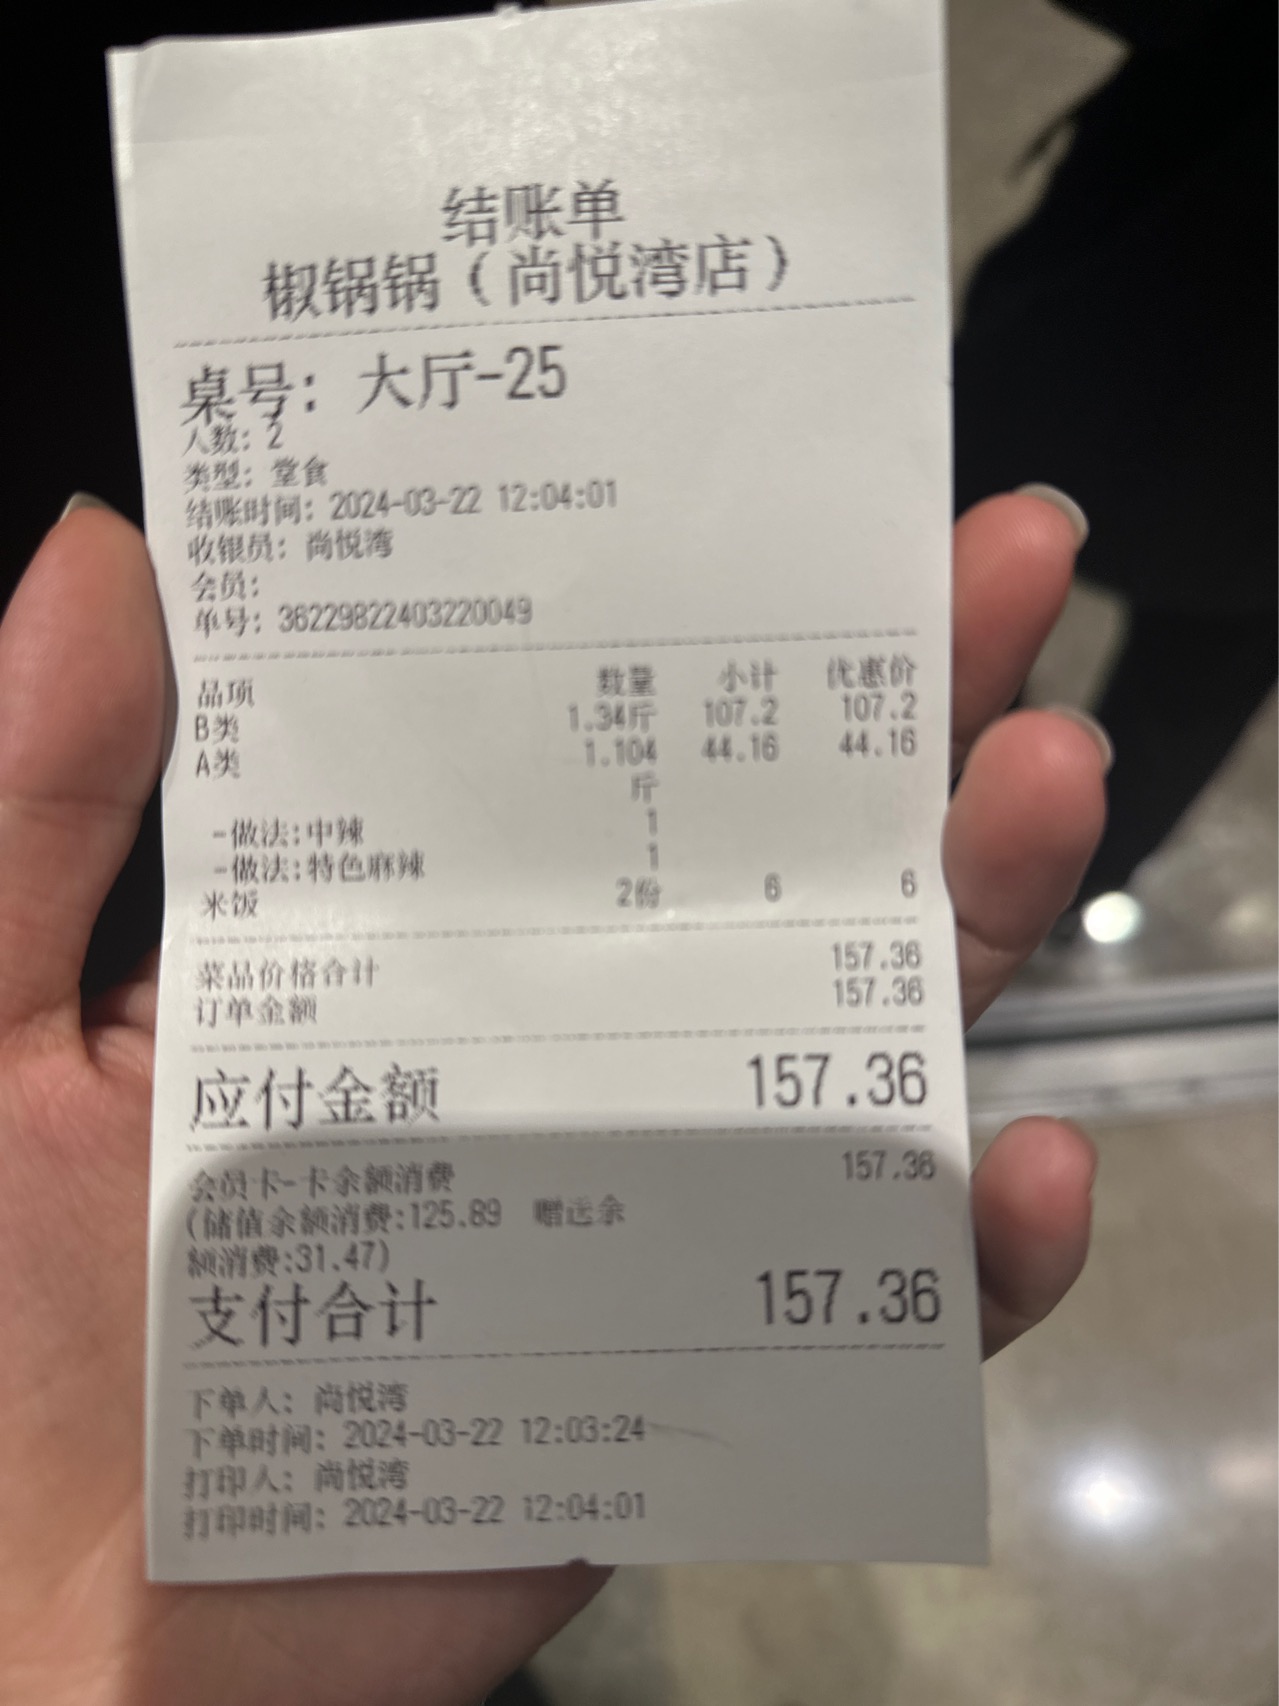 结账单
椒锅锅（尚悦湾店）
桌号：大厅-25
人数：2
类型：堂食
结账时间：2024-03-22 12:04:01
收银员：尚悦湾
会员：
单号：36229822403220049
品项 数量 小计 优惠价
B类 1.34斤 107.2 107.2
A类 1.104 44.16 44.16
斤
-做法:中辣 1
-做法:特色麻辣 1
米饭 2份 6 6
菜品价格合计 157.36
订单金额 157.36
应付金额 157.36
会员卡-卡余额消费 157.36
(储值余额消费:125.89 赠送余
额消费:31.47)
支付合计 157.36
下单人：尚悦湾
下单时间：2024-03-22 12:03:24
打印人：尚悦湾
打印时间：2024-03-22 12:04:01